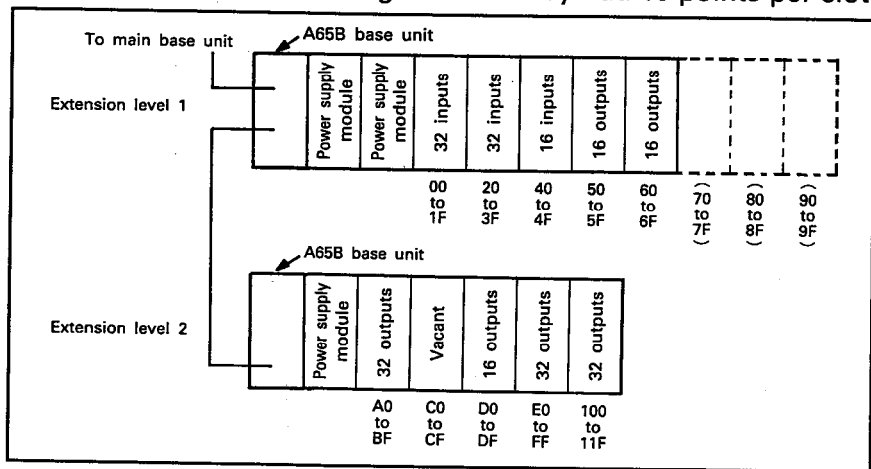 points per slot
A65B base unit
To main base unit
Extension level 1
Power supply module
Power supply module
32 inputs
32 inputs
16 inputs
16 outputs
16 outputs
00 to 1F
20 to 3F
40 to 4F
50 to 5F
60 to 6F
(70 to 7F)
(80 to 8F)
(90 to 9F)
A65B base unit
Extension level 2
Power supply module
32 outputs
Vacant
16 outputs
32 outputs
32 outputs
A0 to BF
C0 to CF
D0 to DF
E0 to FF
100 to 11F